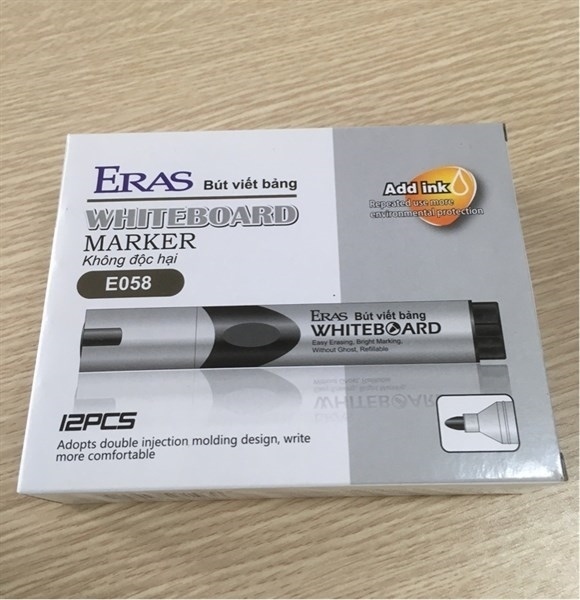 ERAS Bút viết bảng
WHITEBOARD
MARKER
Không độc hại
E058
Add ink
Repeated use more
environmental protection
ERAS Bút viết bảng
WHITEBOARD
Easy Erasing, Bright Marking,
Without Ghost, Refillable
12PCS
Adopts double injection molding design, write
more comfortable